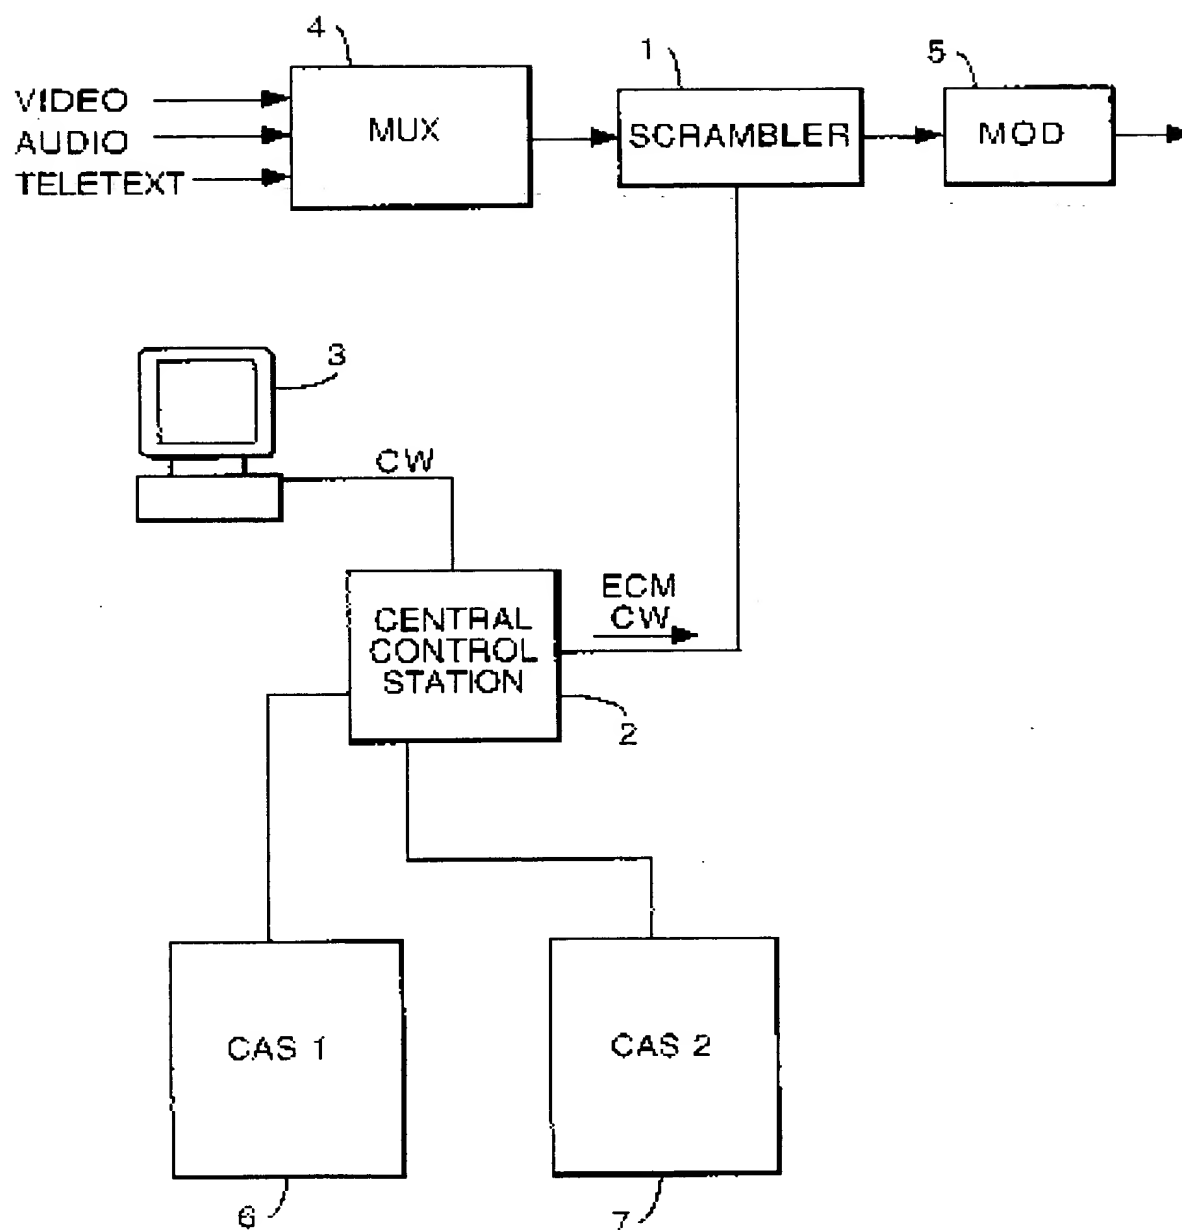 4
1
5
VIDEO
AUDIO
TELETEXT
MUX
SCRAMBLER
MOD
3
CW
ECM
CW
CENTRAL
CONTROL
STATION
2
CAS 1
CAS 2
6
7